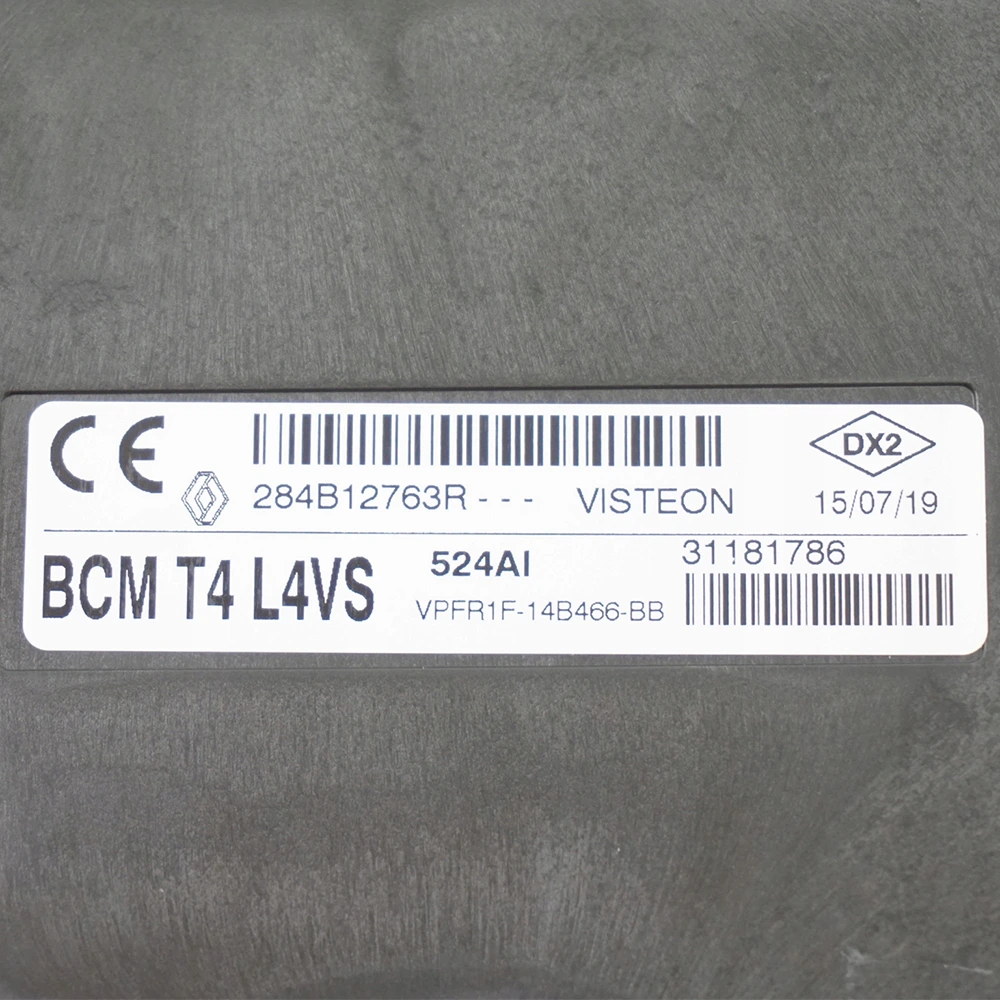 CE
284B12763R - - - VISTEON
DX2
15/07/19
BCM T4 L4VS
524AI
VPFR1F-14B466-BB
31181786